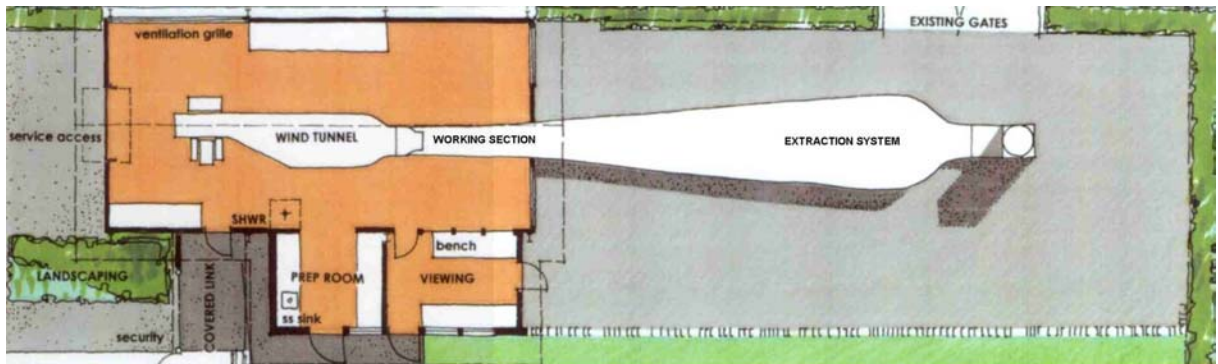 EXISTING GATES
ventilation grille
service access
WIND TUNNEL
WORKING SECTION
EXTRACTION SYSTEM
SHWR
bench
LANDSCAPING
COVERED LINK
PREP ROOM
VIEWING
ss sink
security